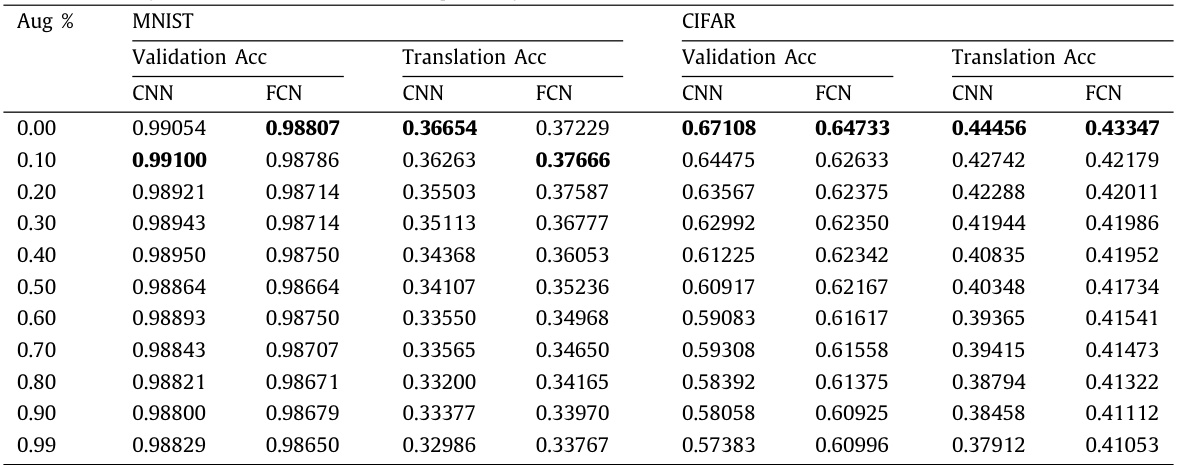 Aug % MNIST CIFAR
Validation Acc Translation Acc Validation Acc Translation Acc
CNN FCN CNN FCN CNN FCN CNN FCN
0.00 0.99054 0.98807 0.36654 0.37229 0.67108 0.64733 0.44456 0.43347
0.10 0.99100 0.98786 0.36263 0.37666 0.64475 0.62633 0.42742 0.42179
0.20 0.98921 0.98714 0.35503 0.37587 0.63567 0.62375 0.42288 0.42011
0.30 0.98943 0.98714 0.35113 0.36777 0.62992 0.62350 0.41944 0.41986
0.40 0.98950 0.98750 0.34368 0.36053 0.61225 0.62342 0.40835 0.41952
0.50 0.98864 0.98664 0.34107 0.35236 0.60917 0.62167 0.40348 0.41734
0.60 0.98893 0.98750 0.33550 0.34968 0.59083 0.61617 0.39365 0.41541
0.70 0.98843 0.98707 0.33565 0.34650 0.59308 0.61558 0.39415 0.41473
0.80 0.98821 0.98671 0.33200 0.34165 0.58392 0.61375 0.38794 0.41322
0.90 0.98800 0.98679 0.33377 0.33970 0.58058 0.60925 0.38458 0.41112
0.99 0.98829 0.98650 0.32986 0.33767 0.57383 0.60996 0.37912 0.41053